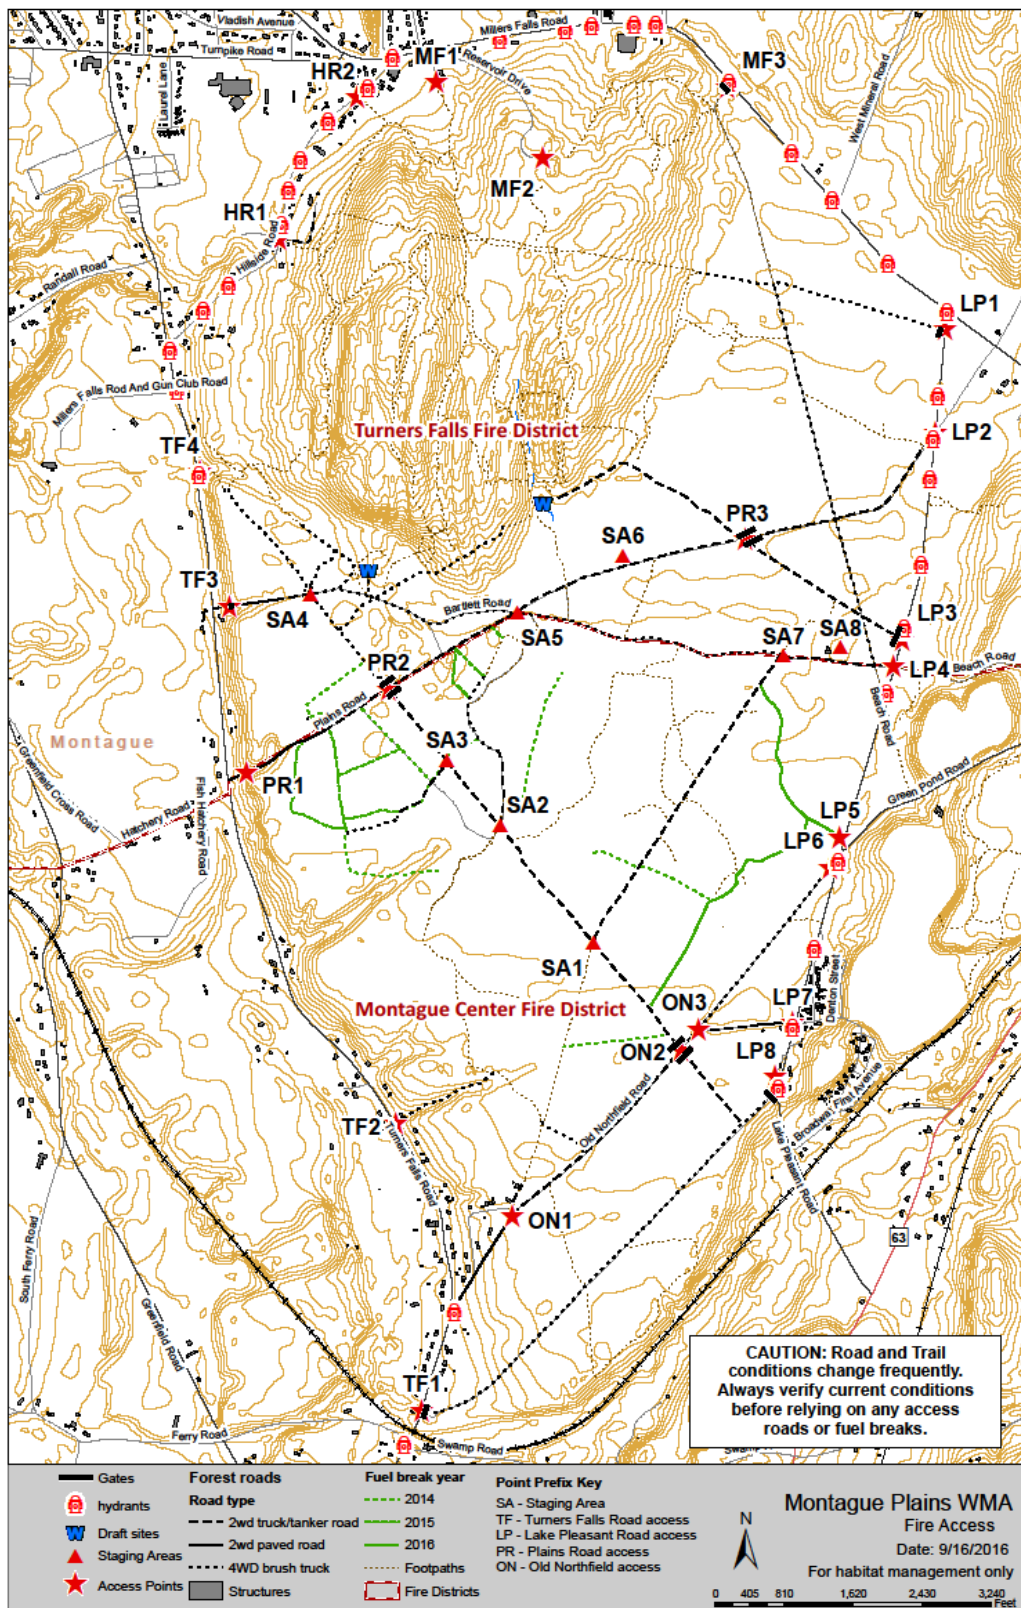 Vladish Avenue
Millers Falls Road
Turnpike Road
Reservoir Drive
Laurel Lane
HR2
MF1
MF3
West Mineral Road
MF2
HR1
Hillside Road
Randall Road
LP1
Millers Falls Rod And Gun Club Road
Turners Falls Fire District
LP2
TF4
PR3
SA6
TF3
SA4
Bartlett Road
SA5
LP3
SA7
SA8
LP4
Beach Road
PR2
Plains Road
Beach Road
Montague
SA3
PR1
Greenfield Cross Road
Hatchery Road
Fish Hatchery Road
SA2
Green Pond Road
LP5
LP6
SA1
Montague Center Fire District
ON3
LP7
Denton Street
ON2
LP8
Old Northfield Road
Broadway
First Avenue
TF2
Turners Falls Road
Lake Pleasant Road
ON1
63
South Ferry Road
Greenfield Road
TF1
Ferry Road
Swamp Road
CAUTION: Road and Trail
conditions change frequently.
Always verify current conditions
before relying on any access
roads or fuel breaks.
Gates
hydrants
Draft sites
Staging Areas
Access Points
Forest roads
Road type
2wd truck/tanker road
2wd paved road
4WD brush truck
Structures
Fuel break year
2014
2015
2016
Footpaths
Fire Districts
Point Prefix Key
SA - Staging Area
TF - Turners Falls Road access
LP - Lake Pleasant Road access
PR - Plains Road access
ON - Old Northfield access
N
Montague Plains WMA
Fire Access
Date: 9/16/2016
For habitat management only
0 405 810 1,620 2,430 3,240
Feet